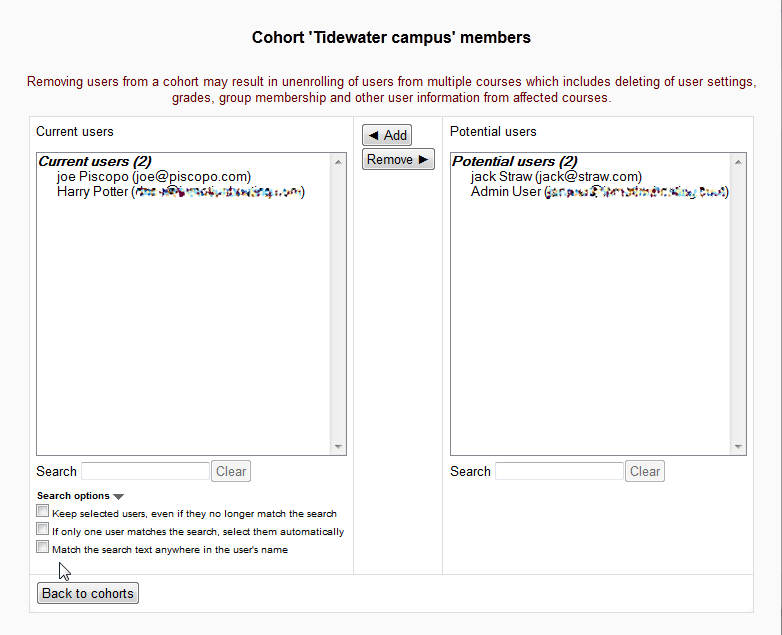 Cohort 'Tidewater campus' members
Removing users from a cohort may result in unenrolling of users from multiple courses which includes deleting of user settings,
grades, group membership and other user information from affected courses.
Current users
Current users (2)
joe Piscopo (joe@piscopo.com)
Harry Potter (
Search
Clear
Search options
Keep selected users, even if they no longer match the search
If only one user matches the search, select them automatically
Match the search text anywhere in the user's name
◄ Add
Remove ►
Potential users
Potential users (2)
jack Straw (jack@straw.com)
Admin User (
Search
Clear
Back to cohorts